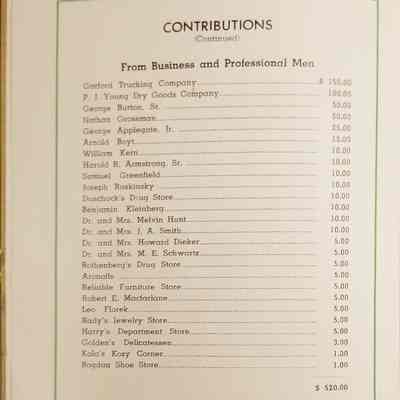 CONTRIBUTIONS
(Continued)
From Business and Professional Men
Gasford Trucking Company $ 150.00
P. J. Young Dry Goods Company 100.00
George Burton, Sr. 50.00
Nathan Grossman 50.00
George Applegate, Jr. 25.00
Arnold Boyt 15.00
William Kern 10.00
Harold R. Armstrong, Sr. 10.00
Samuel Greenfield 10.00
Joseph Raskinsky 10.00
Duschock's Drug Store 10.00
Benjamin Kleinberg 10.00
Dr. and Mrs. Melvin Hunt 10.00
Dr. and Mrs. J. A. Smith 10.00
Dr. and Mrs. Howard Dieker 5.00
Dr. and Mrs. M. E. Schwartz 5.00
Rothenberg's Drug Store 5.00
Armolls 5.00
Reliable Furniture Store 5.00
Robert E. Macfarlane 5.00
Leo Florek 5.00
Nady's Jewelry Store 5.00
Harry's Department Store 5.00
Golden's Delicatessen 3.00
Kola's Kozy Corner 1.00
Bogdan Shoe Store 1.00
$ 520.00